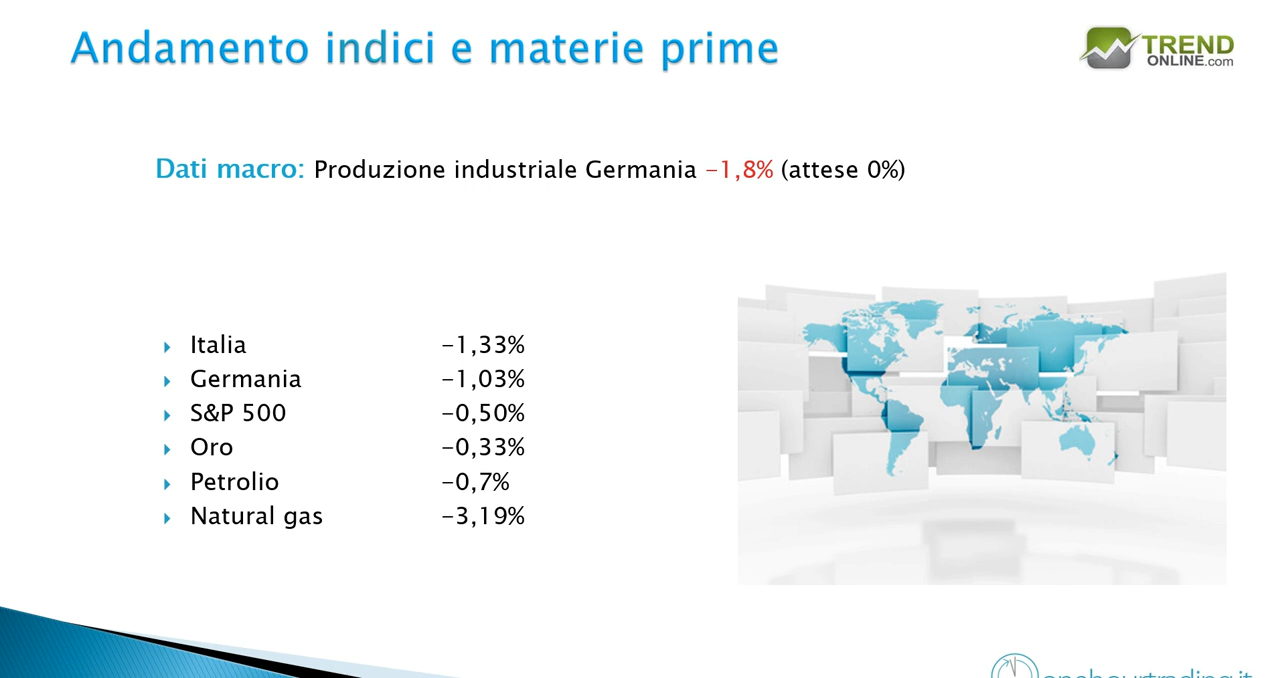 Andamento indici e materie prime
TREND
ONLINE.com
Dati macro: Produzione industriale Germania -1,8% (attese 0%)
Italia -1,33%
Germania -1,03%
S&P 500 -0,50%
Oro -0,33%
Petrolio -0,7%
Natural gas -3,19%